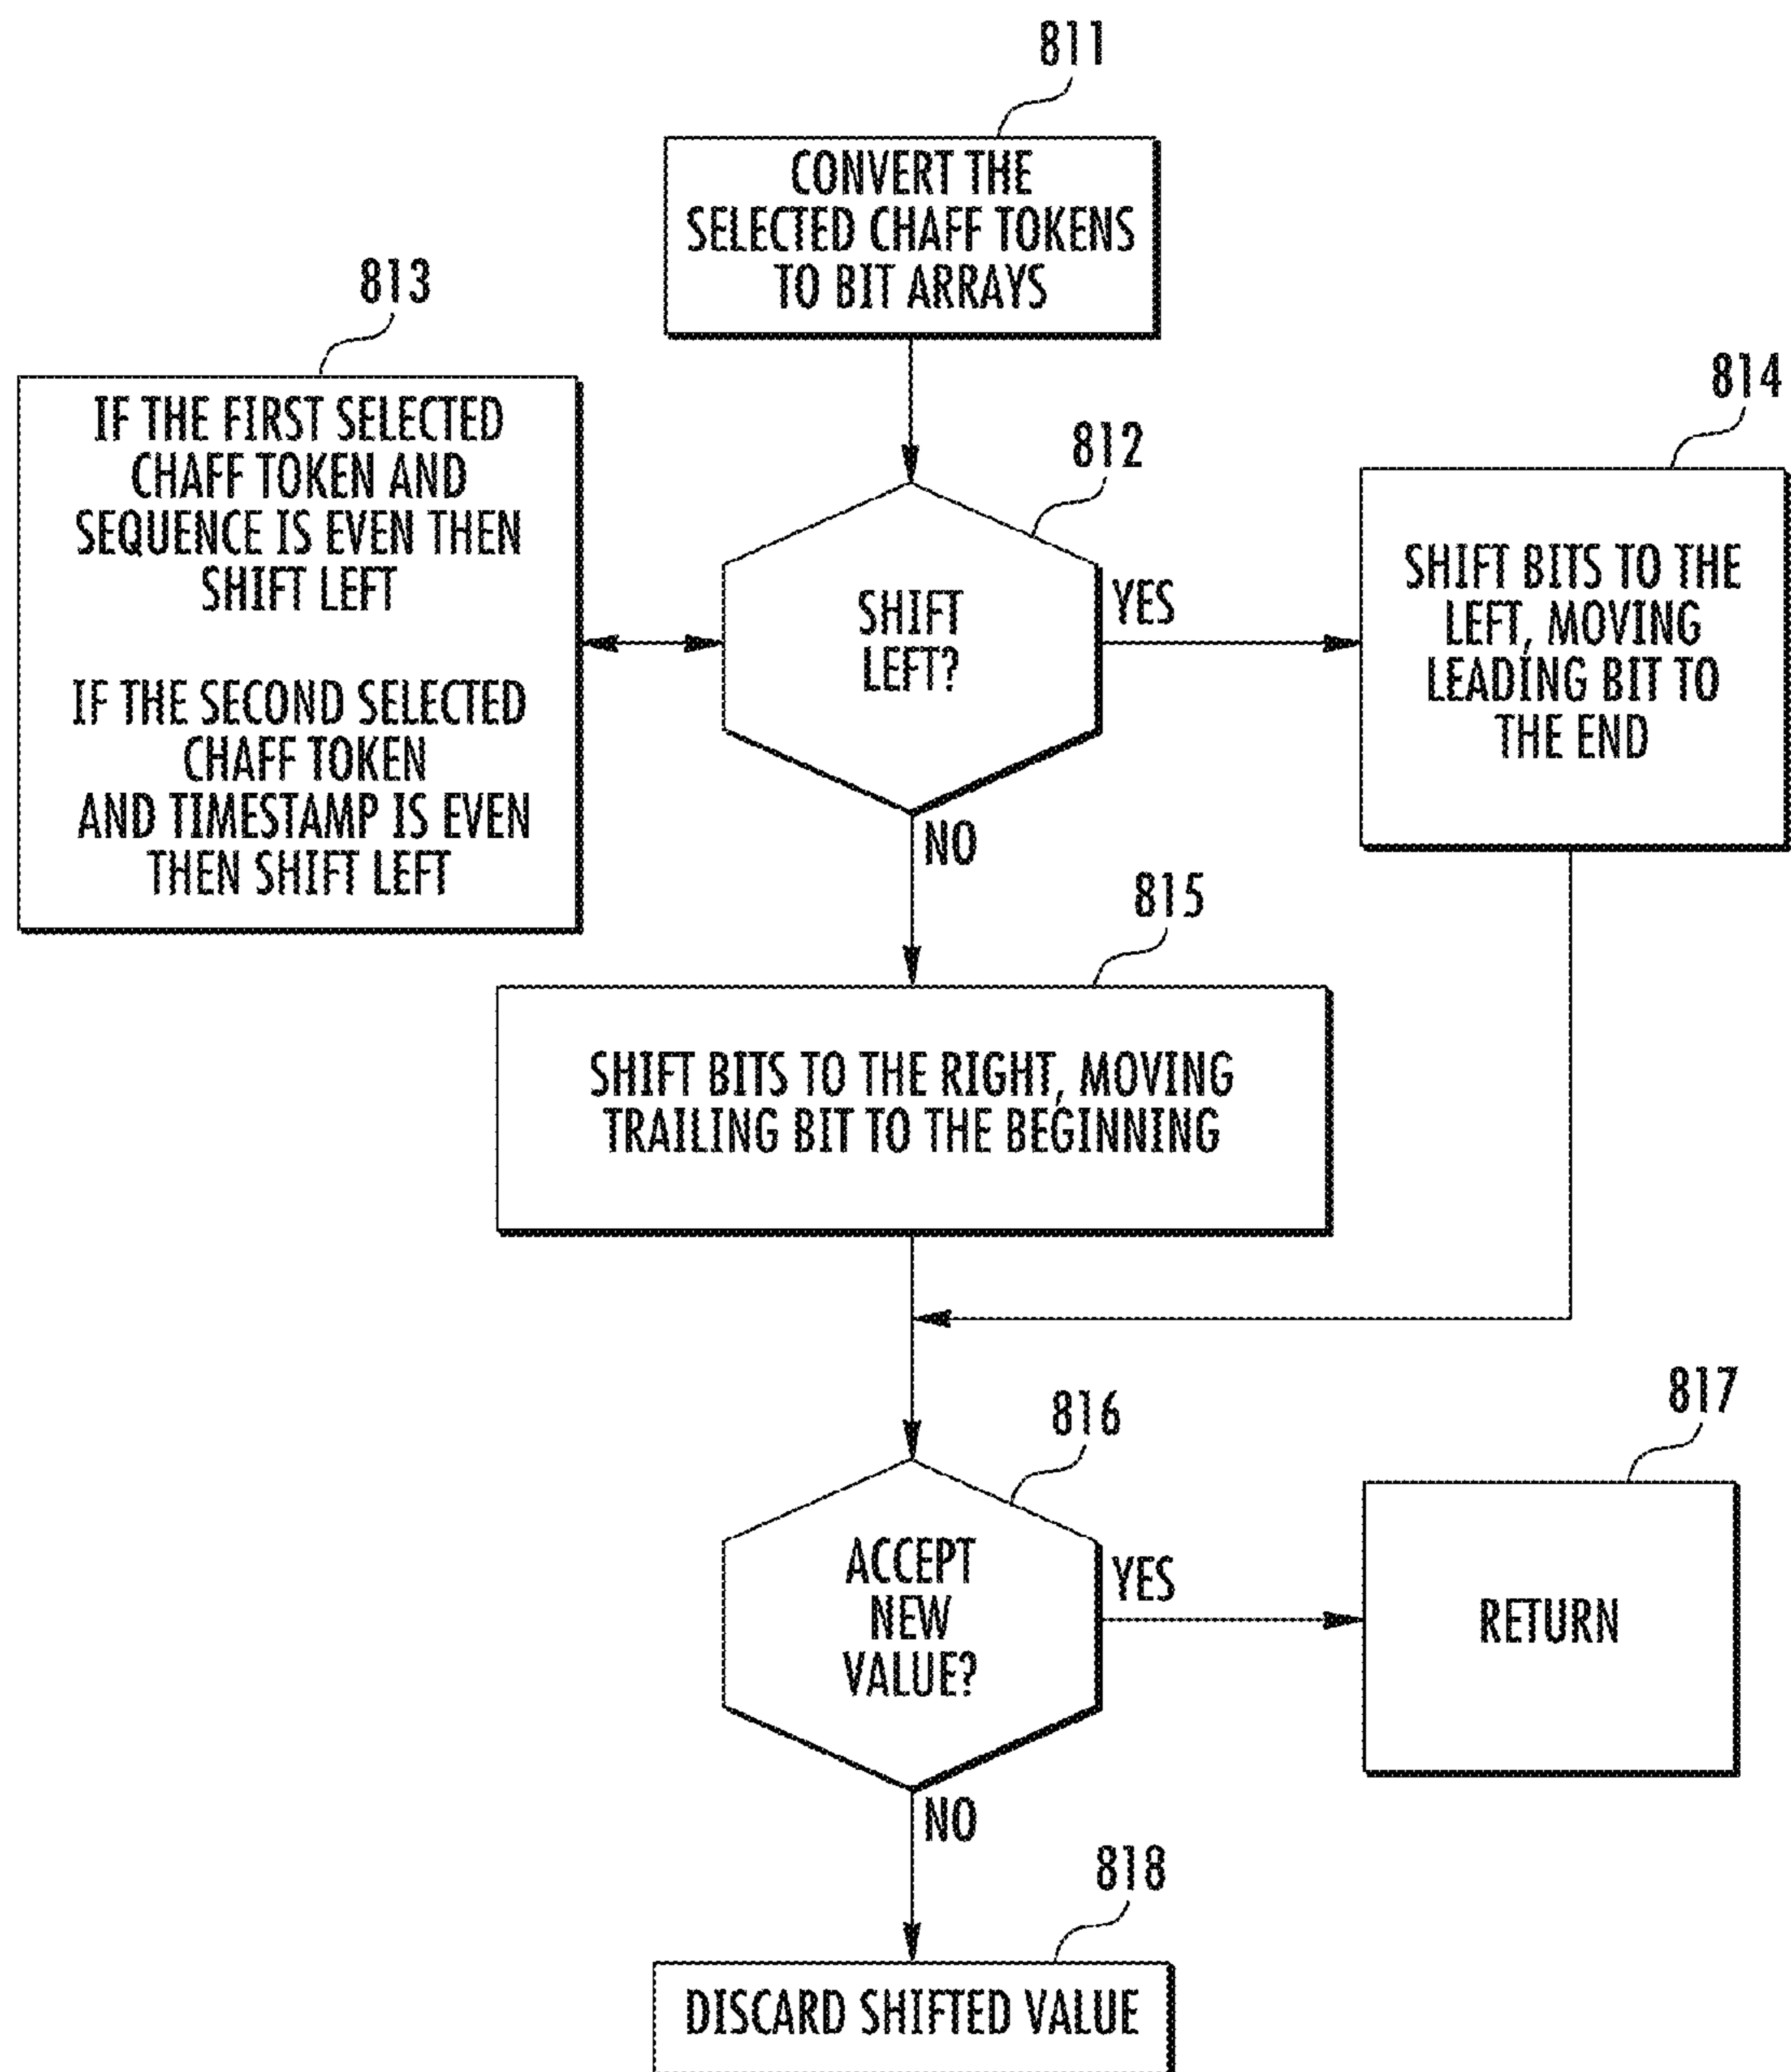 811
CONVERT THE
SELECTED CHAFF TOKENS
TO BIT ARRAYS
813
IF THE FIRST SELECTED
CHAFF TOKEN AND
SEQUENCE IS EVEN THEN
SHIFT LEFT
IF THE SECOND SELECTED
CHAFF TOKEN
AND TIMESTAMP IS EVEN
THEN SHIFT LEFT
812
SHIFT
LEFT?
YES
NO
814
SHIFT BITS TO THE
LEFT, MOVING
LEADING BIT TO
THE END
815
SHIFT BITS TO THE RIGHT, MOVING
TRAILING BIT TO THE BEGINNING
816
ACCEPT
NEW
VALUE?
YES
NO
817
RETURN
818
DISCARD SHIFTED VALUE